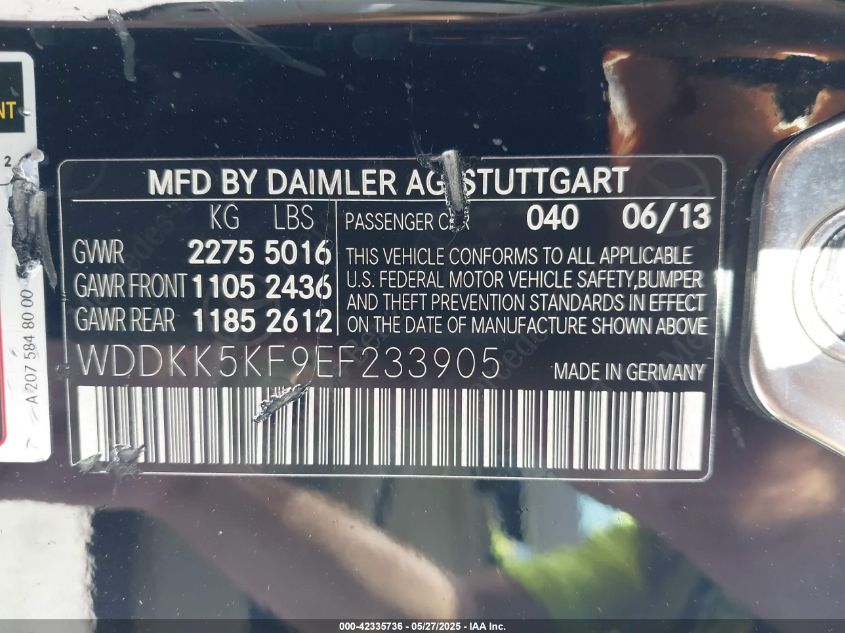 NT
2
A 207 584 80 00
MFD BY DAIMLER AG STUTTGART
KG LBS
PASSENGER CAR 040 06/13
GVWR 2275 5016
GAWR FRONT 1105 2436
GAWR REAR 1185 2612
THIS VEHICLE CONFORMS TO ALL APPLICABLE
U.S. FEDERAL MOTOR VEHICLE SAFETY,BUMPER
AND THEFT PREVENTION STANDARDS IN EFFECT
ON THE DATE OF MANUFACTURE SHOWN ABOVE
WDDKK5KF9EF233905
MADE IN GERMANY
000-42335736 - 05/27/2025 - IAA Inc.